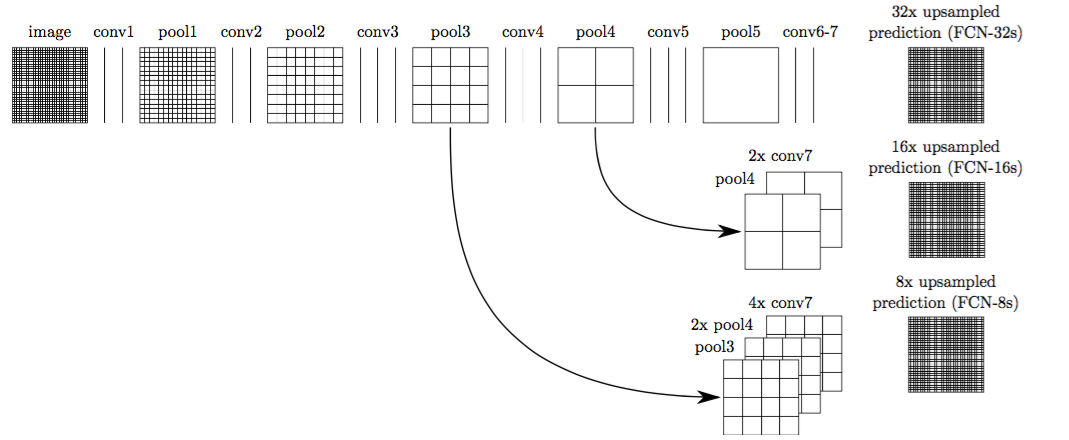 image conv1 pool1 conv2 pool2 conv3 pool3 conv4 pool4 conv5 pool5 conv6-7
32x upsampled
prediction (FCN-32s)
16x upsampled
prediction (FCN-16s)
2x conv7
pool4
8x upsampled
prediction (FCN-8s)
4x conv7
2x pool4
pool3